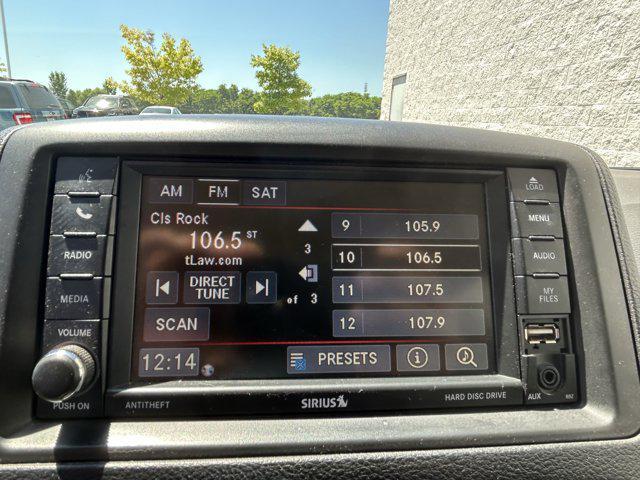 AM FM SAT
Cls Rock
106.5 ST
tLaw.com
DIRECT
TUNE
SCAN
12:14
3
of 3
9 105.9
10 106.5
11 107.5
12 107.9
PRESETS
RADIO
MEDIA
VOLUME
PUSH ON
ANTITHEFT
SIRIUS
HARD DISC DRIVE
LOAD
MENU
AUDIO
MY
FILES
AUX